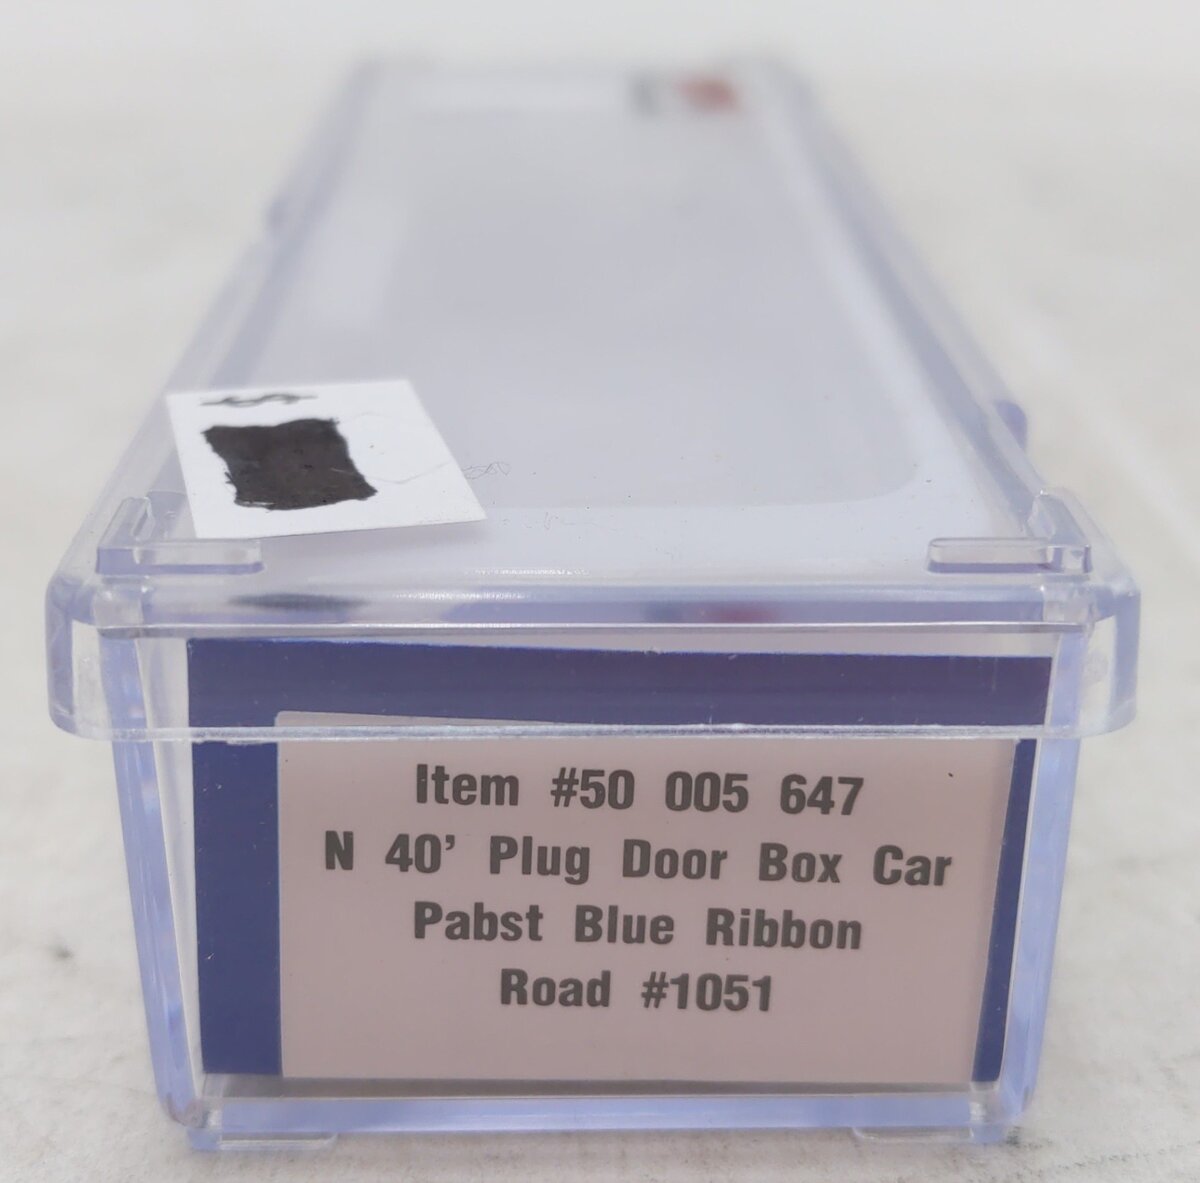 $
Item #50 005 647
N 40' Plug Door Box Car
Pabst Blue Ribbon
Road #1051